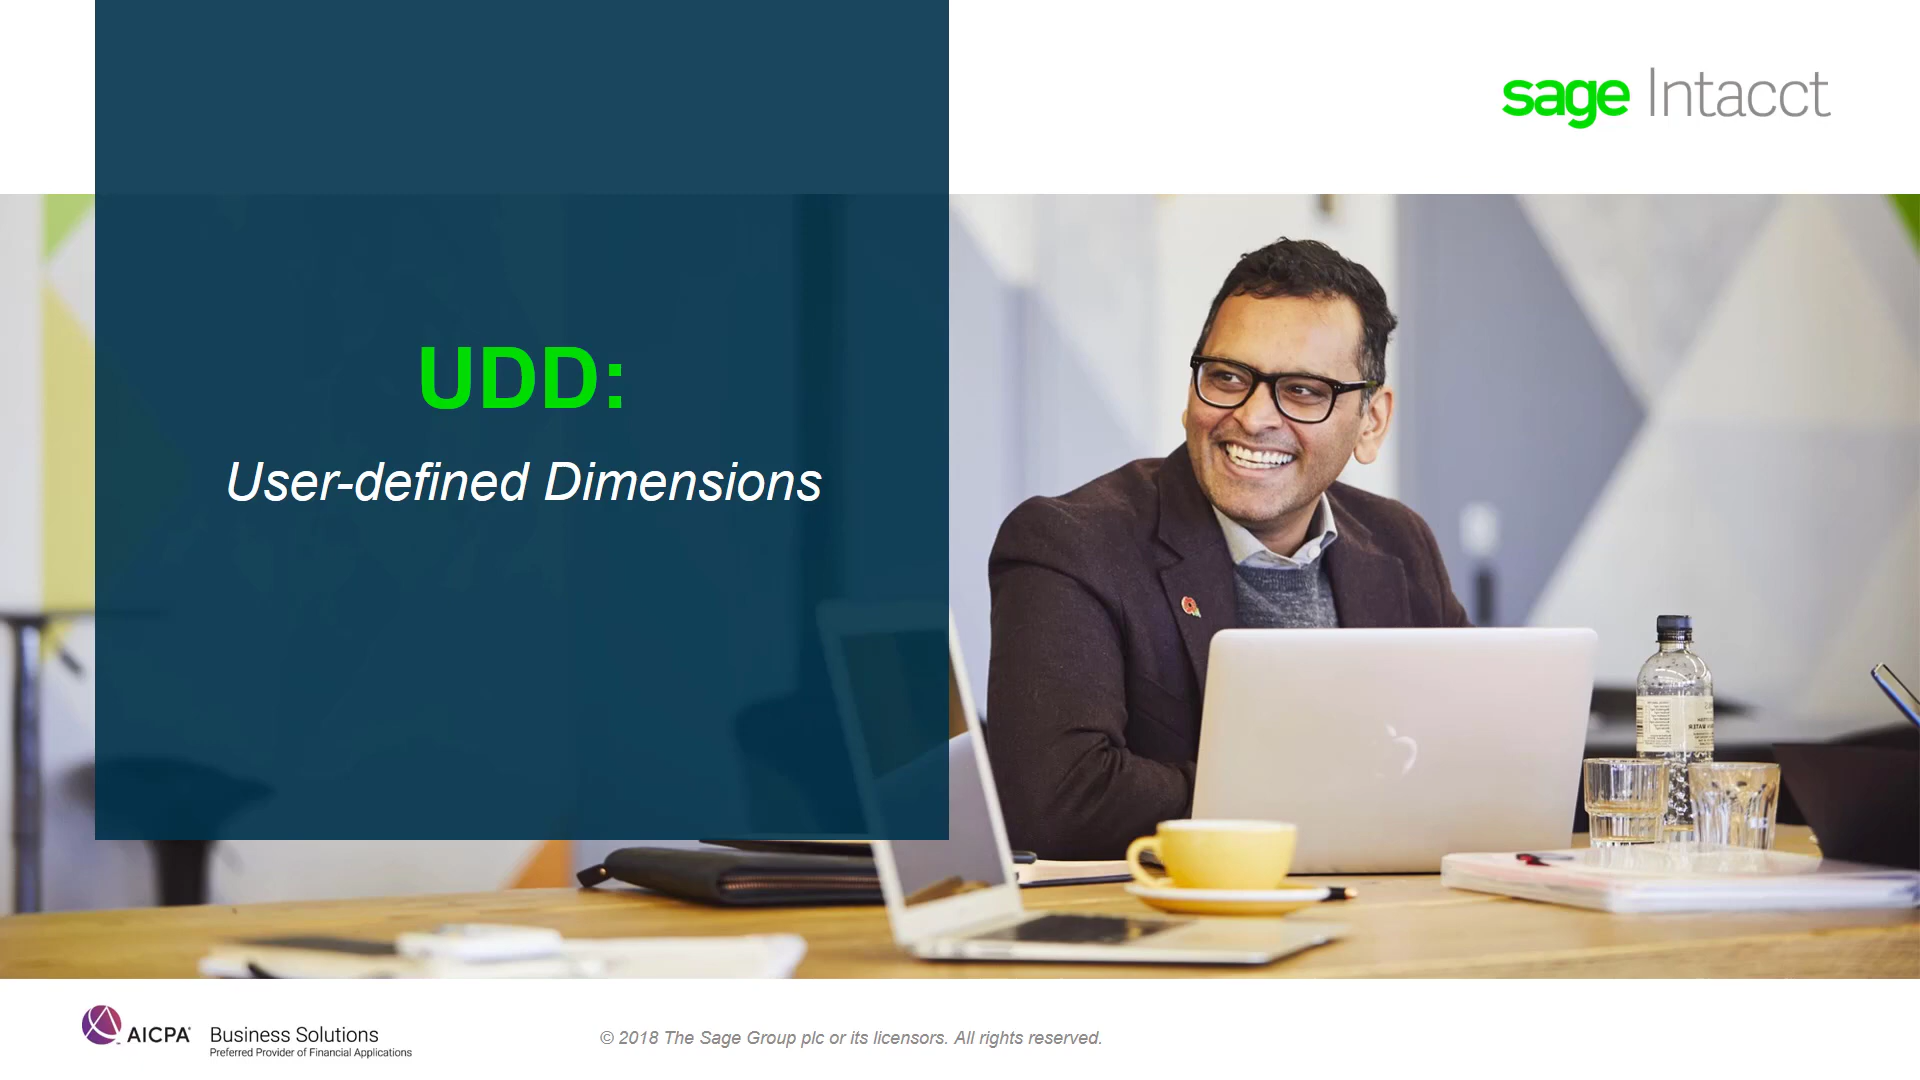 sage Intacct
UDD:
User-defined Dimensions
AICPA
Business Solutions
Preferred Provider of Financial Applications
© 2018 The Sage Group plc or its licensors. All rights reserved.